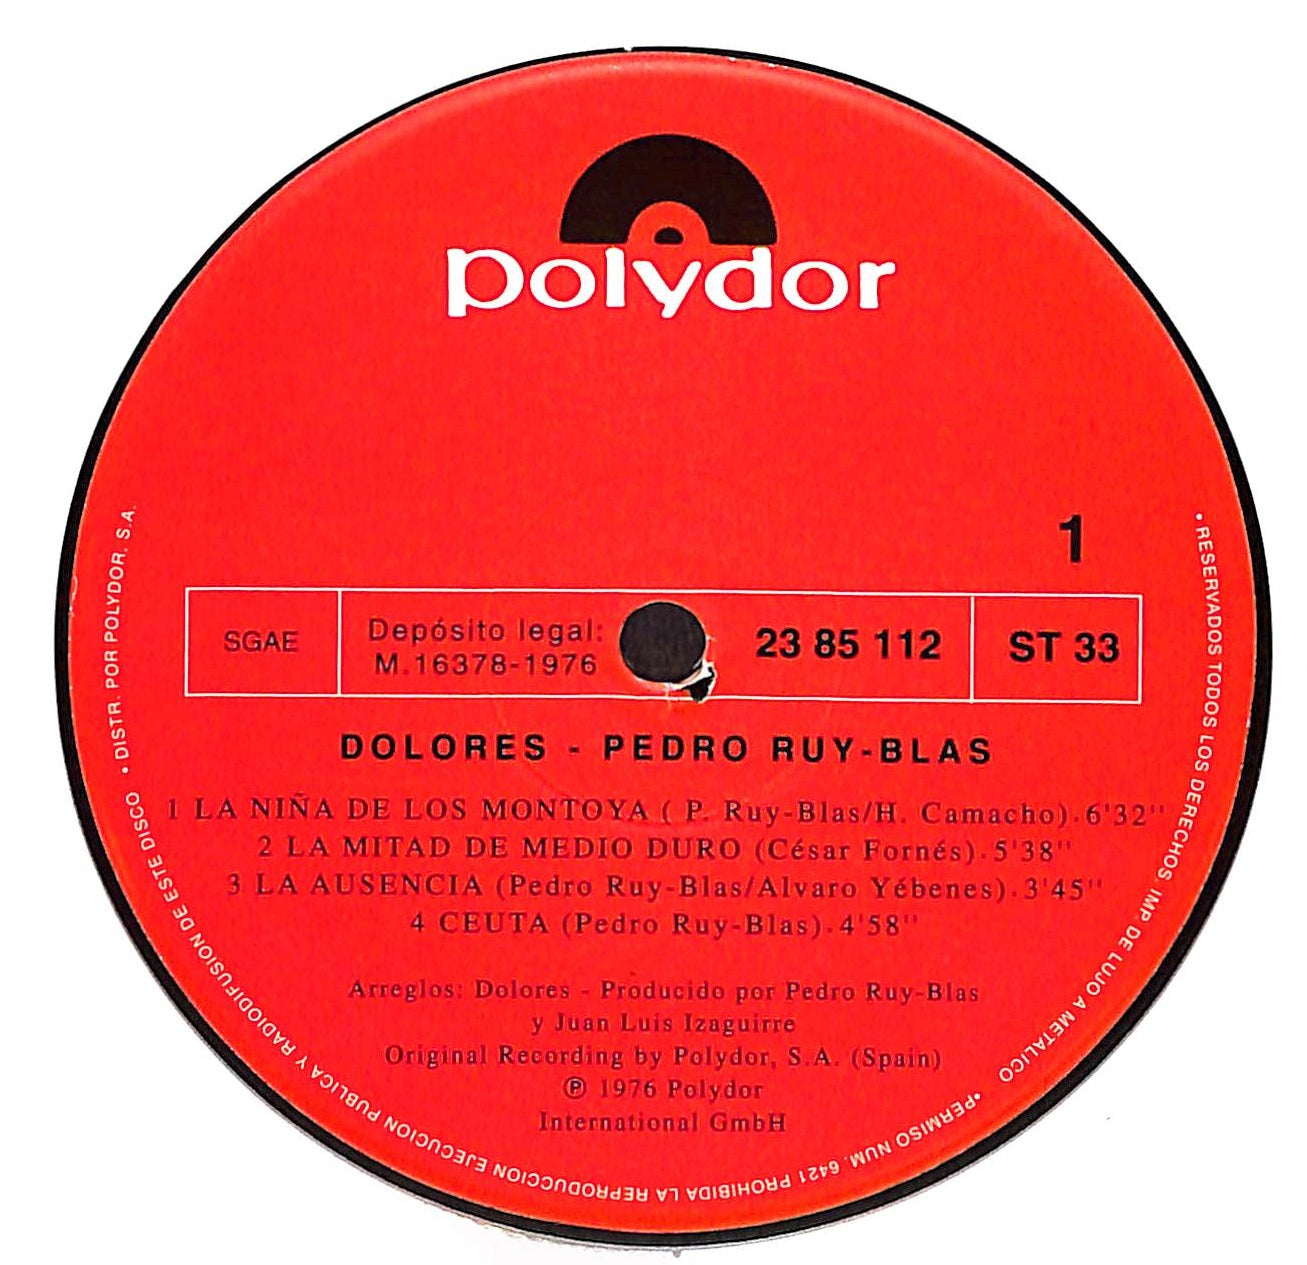 polydor
1
SGAE
Depósito legal:
M.16378-1976
23 85 112
ST 33
DOLORES - PEDRO RUY-BLAS
1 LA NIÑA DE LOS MONTOYA ( P. Ruy-Blas/H. Camacho).6'32''
2 LA MITAD DE MEDIO DURO (César Fornés).5'38''
3 LA AUSENCIA (Pedro Ruy-Blas/Alvaro Yébenes).3'45''
4 CEUTA (Pedro Ruy-Blas).4'58''
Arreglos: Dolores - Producido por Pedro Ruy-Blas
y Juan Luis Izaguirre
Original Recording by Polydor, S.A. (Spain)
℗ 1976 Polydor
International GmbH
• RESERVADOS TODOS LOS DERECHOS. IMP. DE LUJO A METALICO
•PERMISO NUM. 6421 PROHIBIDA LA REPRODUCCION EJECUCION PUBLICA Y RADIODIFUSION DE ESTE DISCO • DISTR. POR POLYDOR, S.A.